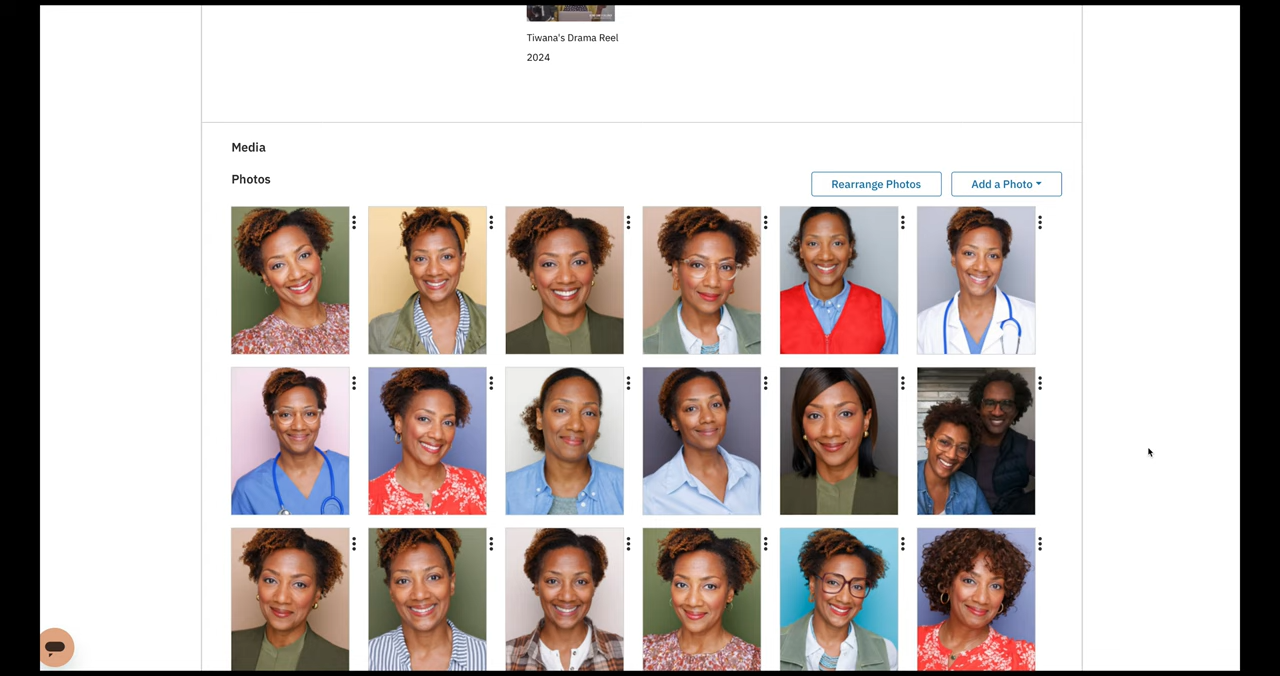 Tiwana's Drama Reel
2024
Media
Photos
Rearrange Photos
Add a Photo